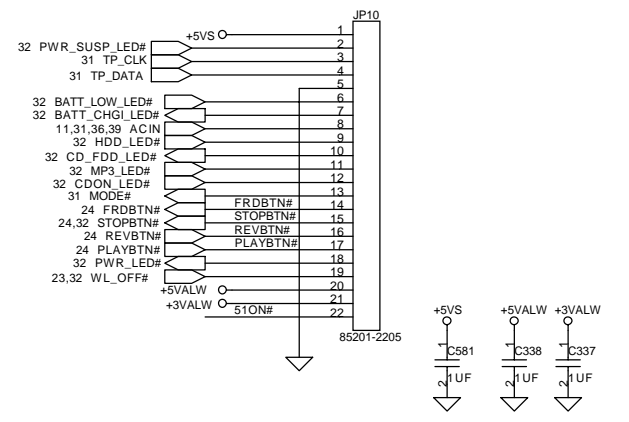 JP10
+5VS 1
32 PWR_SUSP_LED# 2
31 TP_CLK 3
31 TP_DATA 4
5
32 BATT_LOW_LED# 6
32 BATT_CHGI_LED# 7
11,31,36,39 ACIN 8
32 HDD_LED# 9
32 CD_FDD_LED# 10
32 MP3_LED# 11
32 CDON_LED# 12
31 MODE# 13
24 FRDBTN# FRDBTN# 14
24,32 STOPBTN# STOPBTN# 15
24 REVBTN# REVBTN# 16
24 PLAYBTN# PLAYBTN# 17
32 PWR_LED# 18
23,32 WL_OFF# 19
+5VALW 20
+3VALW 21
51ON# 22
85201-2205
+5VS +5VALW +3VALW
1 1 1
C581 C338 C337
2 1UF 2 1UF 2 1UF